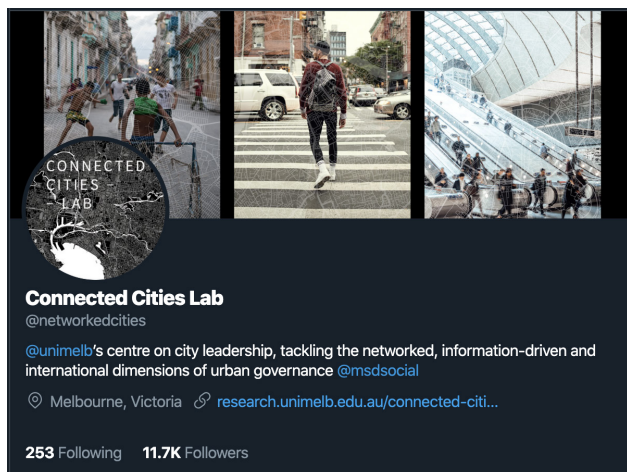 CONNECTED
CITIES
LAB
Connected Cities Lab
@networkedcities
@unimelb's centre on city leadership, tackling the networked, information-driven and
international dimensions of urban governance @msdsocial
Melbourne, Victoria research.unimelb.edu.au/connected-citi...
253 Following 11.7K Followers